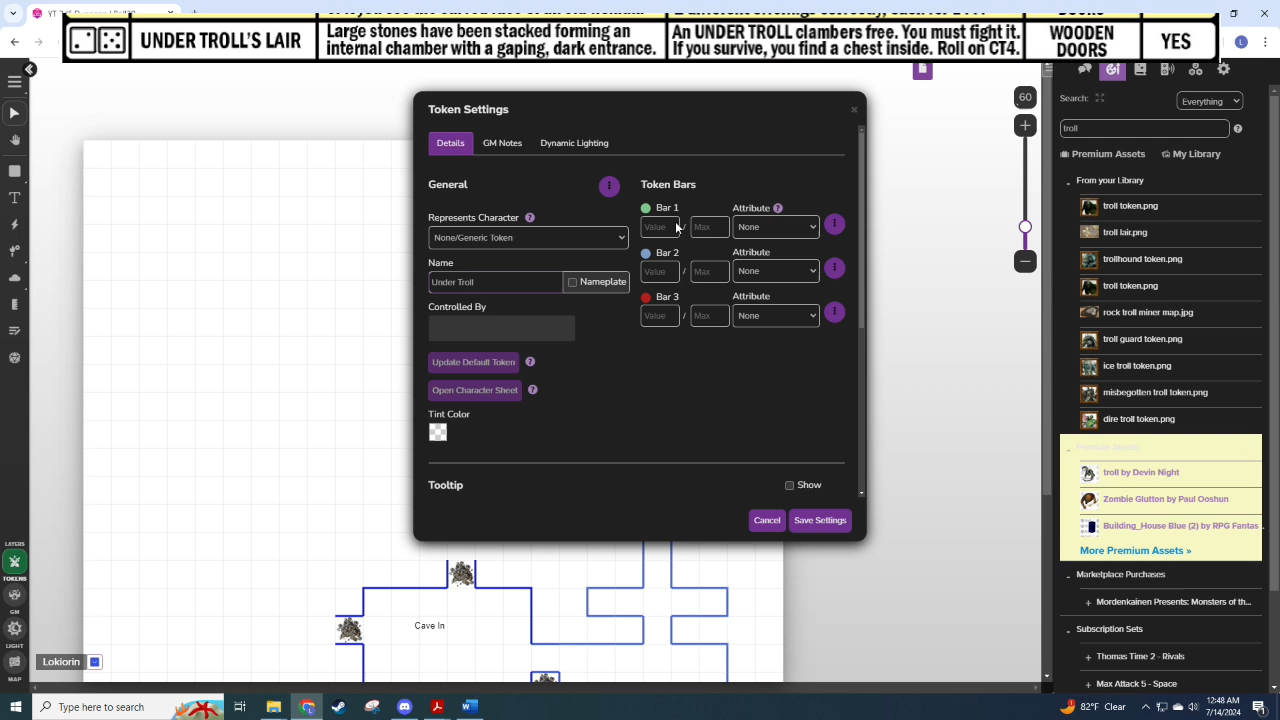 UNDER TROLL'S LAIR
Large stones have been stacked forming an
internal chamber with a gaping, dark entrance.
An UNDER TROLL clambers free. You must fight it.
If you survive, you find a chest inside. Roll on CT4.
WOODEN
DOORS
YES
L
60
Search:
Everything
troll
Premium Assets
My Library
From your Library
troll token.png
troll lair.png
trollhound token.png
troll token.png
rock troll miner map.jpg
troll guard token.png
ice troll token.png
misbegotten troll token.png
dire troll token.png
Premium Assets
troll by Devin Night
Zombie Glutton by Paul Ooshun
Building_House Blue (2) by RPG Fantas
More Premium Assets »
Marketplace Purchases
Mordenkainen Presents: Monsters of th...
Subscription Sets
Thomas Time 2 - Rivals
Max Attack 5 - Space
Token Settings
Details
GM Notes
Dynamic Lighting
General
Represents Character
None/Generic Token
Name
Under Troll
Nameplate
Controlled By
Update Default Token
Open Character Sheet
Tint Color
Token Bars
Bar 1
Attribute
Value / Max
None
Bar 2
Attribute
Value / Max
None
Bar 3
Attribute
Value / Max
None
Tooltip
Show
Cancel
Save Settings
Cave In
LAYERS
TOKENS
GM
LIGHT
MAP
Lokiorin
Type here to search
82°F Clear
12:48 AM
7/14/2024